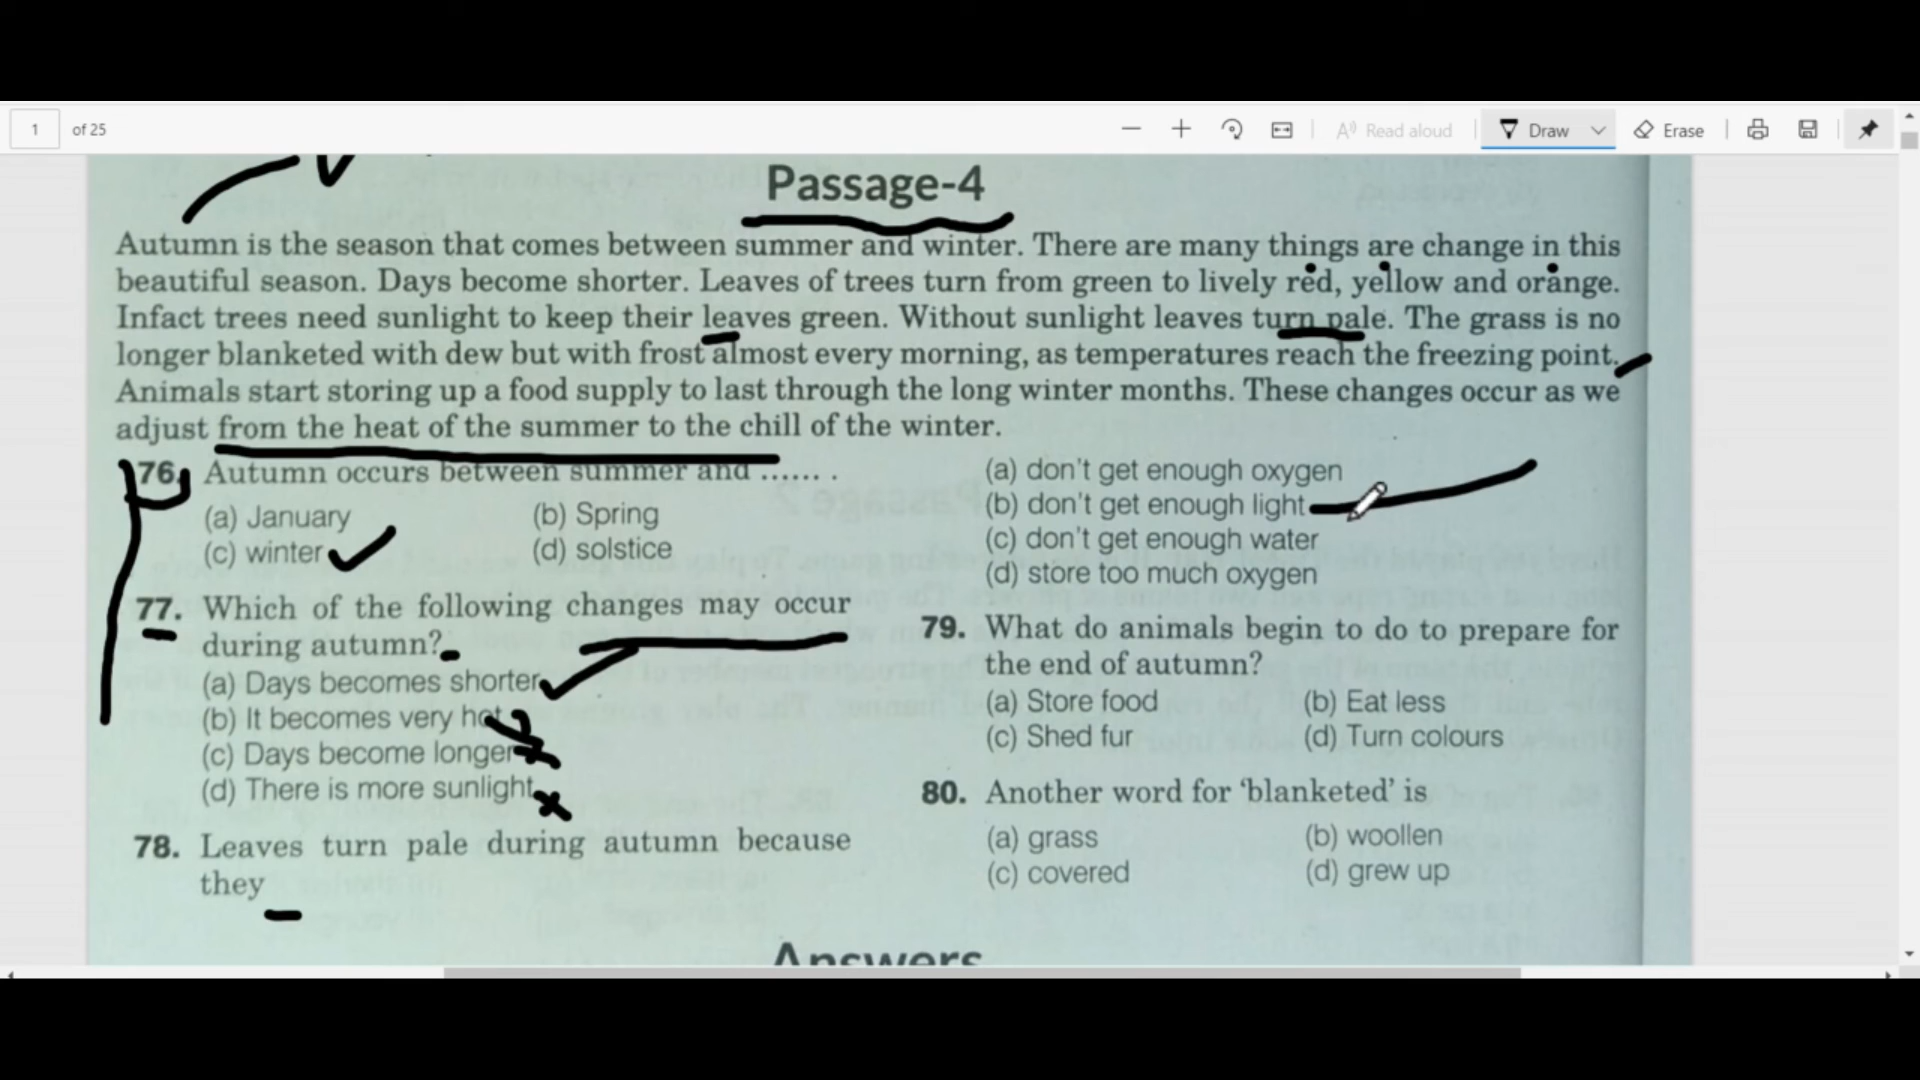 1 of 25 Read aloud Draw Erase
Passage-4
Autumn is the season that comes between summer and winter. There are many things are change in this
beautiful season. Days become shorter. Leaves of trees turn from green to lively red, yellow and orange.
Infact trees need sunlight to keep their leaves green. Without sunlight leaves turn pale. The grass is no
longer blanketed with dew but with frost almost every morning, as temperatures reach the freezing point.
Animals start storing up a food supply to last through the long winter months. These changes occur as we
adjust from the heat of the summer to the chill of the winter.
76. Autumn occurs between summer and ...... .
(a) January (b) Spring
(c) winter (d) solstice
77. Which of the following changes may occur
during autumn?
(a) Days becomes shorter
(b) It becomes very hot
(c) Days become longer
(d) There is more sunlight
78. Leaves turn pale during autumn because
they
(a) don't get enough oxygen
(b) don't get enough light
(c) don't get enough water
(d) store too much oxygen
79. What do animals begin to do to prepare for
the end of autumn?
(a) Store food (b) Eat less
(c) Shed fur (d) Turn colours
80. Another word for 'blanketed' is
(a) grass (b) woollen
(c) covered (d) grew up
Answers